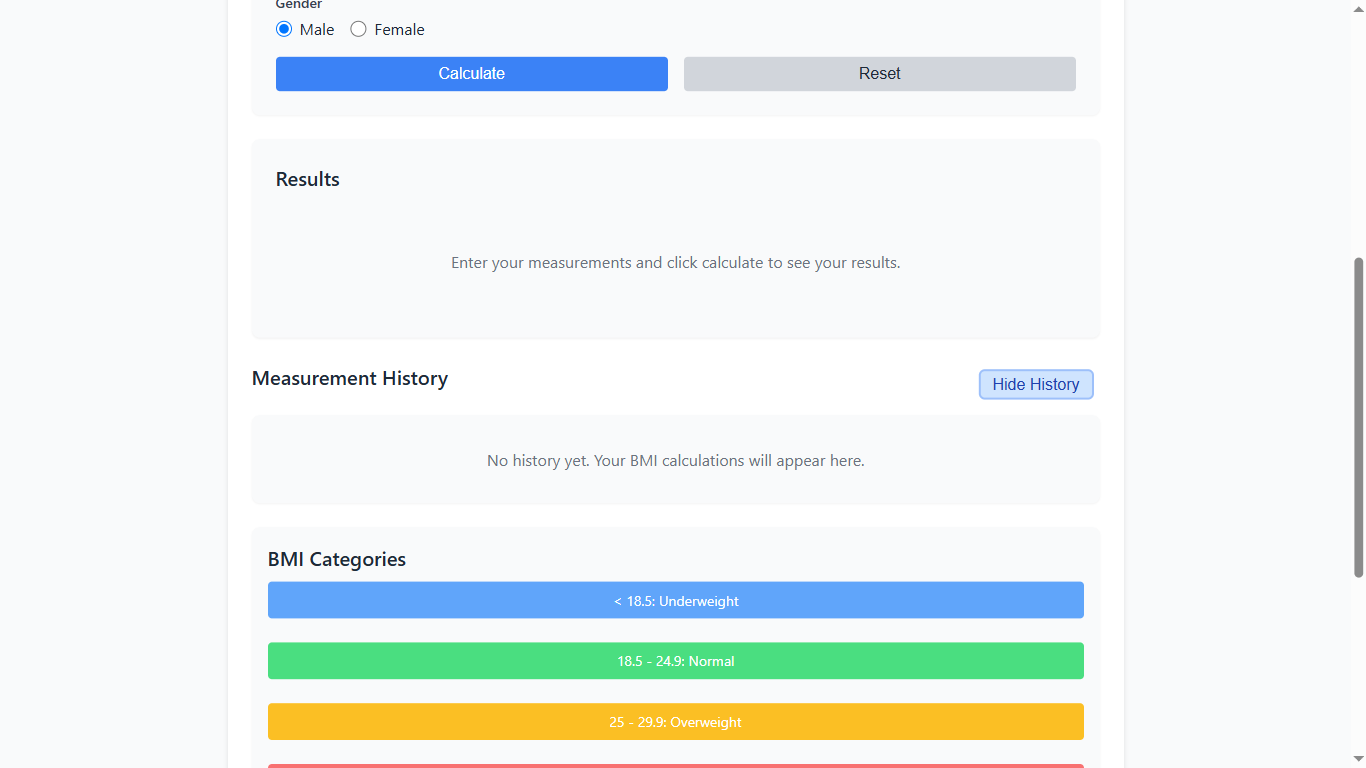 Gender
Male Female
Calculate Reset
Results
Enter your measurements and click calculate to see your results.
Measurement History Hide History
No history yet. Your BMI calculations will appear here.
BMI Categories
< 18.5: Underweight
18.5 - 24.9: Normal
25 - 29.9: Overweight